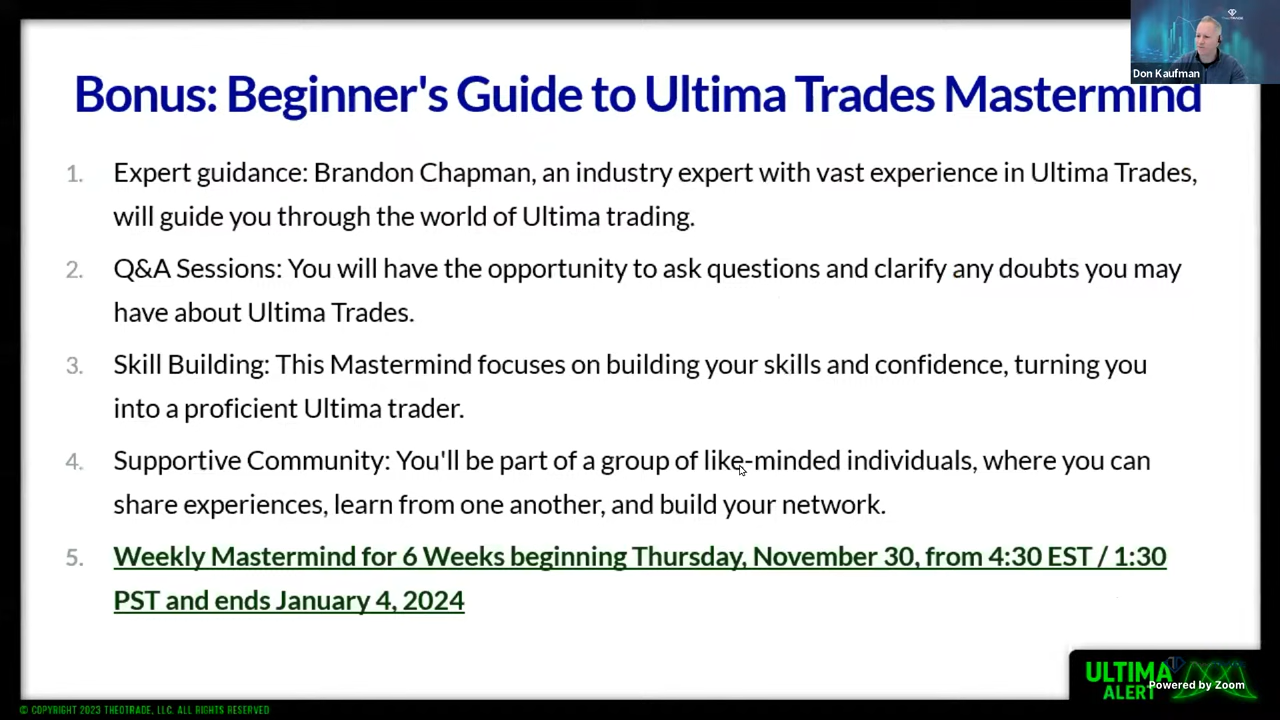 Don Kaufman
Bonus: Beginner's Guide to Ultima Trades Mastermind
1. Expert guidance: Brandon Chapman, an industry expert with vast experience in Ultima Trades,
will guide you through the world of Ultima trading.
2. Q&A Sessions: You will have the opportunity to ask questions and clarify any doubts you may
have about Ultima Trades.
3. Skill Building: This Mastermind focuses on building your skills and confidence, turning you
into a proficient Ultima trader.
4. Supportive Community: You'll be part of a group of like-minded individuals, where you can
share experiences, learn from one another, and build your network.
5. Weekly Mastermind for 6 Weeks beginning Thursday, November 30, from 4:30 EST / 1:30
PST and ends January 4, 2024
ULTIMA
ALERT
Powered by Zoom
© COPYRIGHT 2023 THEOTRADE, LLC. ALL RIGHTS RESERVED